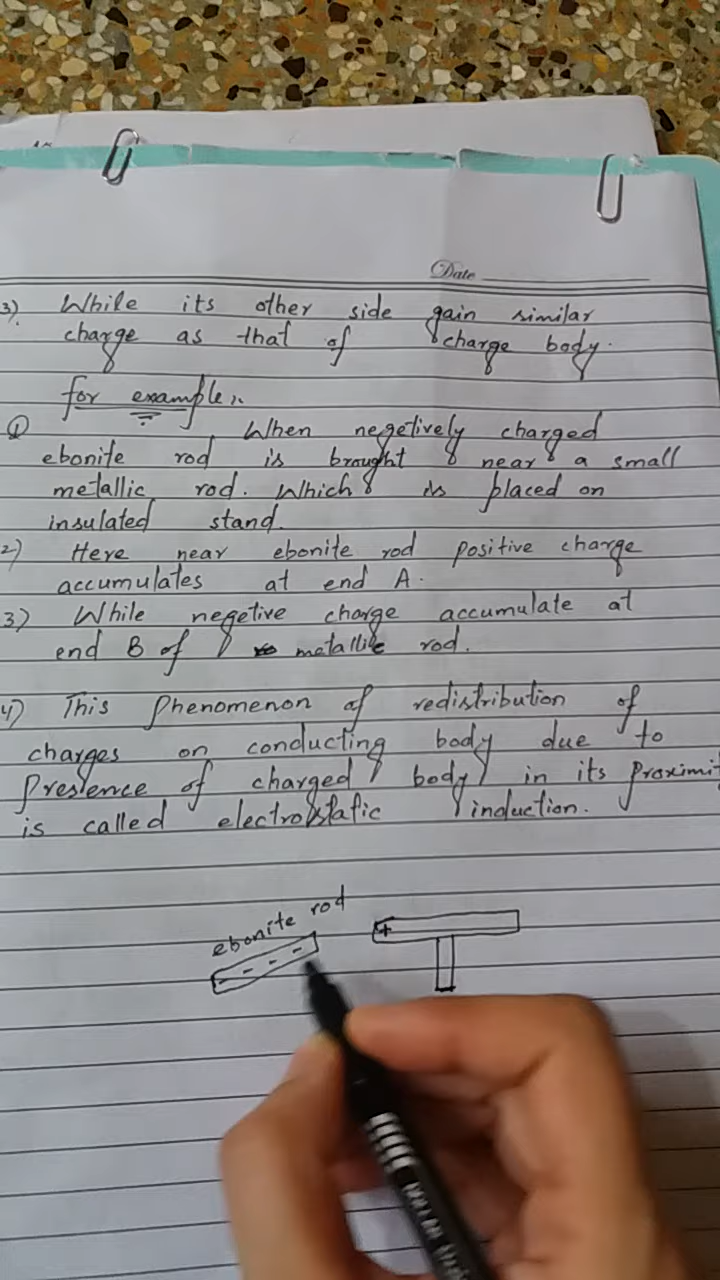 Date
3). While its other side gain similar
charge as that of charge body.
for example,
① When negetively charged
ebonite rod is brought near a small
metallic rod. Which is placed on
insulated stand.
2) Here near ebonite rod positive charge
accumulates at end A.
3) While negetive charge accumulate at
end B of metallic rod.
4) This Phenomenon of redistribution of
charges on conducting body due to
Presence of charged body in its Proximi
is called electrostatic induction.
ebonite rod
- - - -
+